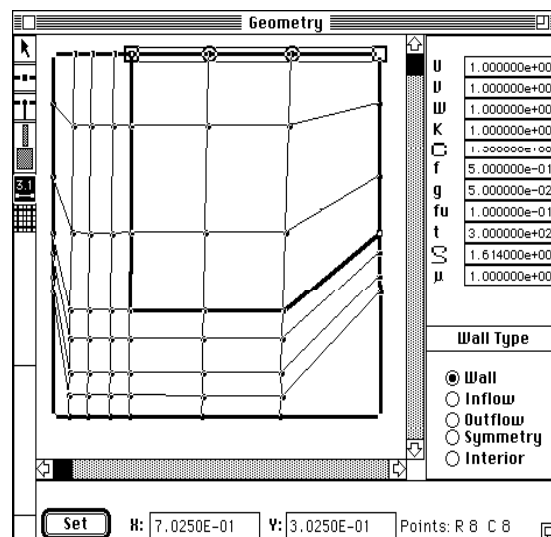 Geometry
3.1
U 1.000000e+00
V 1.000000e+00
W 1.000000e+00
K 1.000000e+00
f 5.000000e-01
g 5.000000e-02
fu 1.000000e-01
t 3.000000e+02
1.614000e+00
μ 1.000000e+00
Wall Type
Wall
Inflow
Outflow
Symmetry
Interior
Set X: 7.0250E-01 Y: 3.0250E-01 Points: R 8 C 8